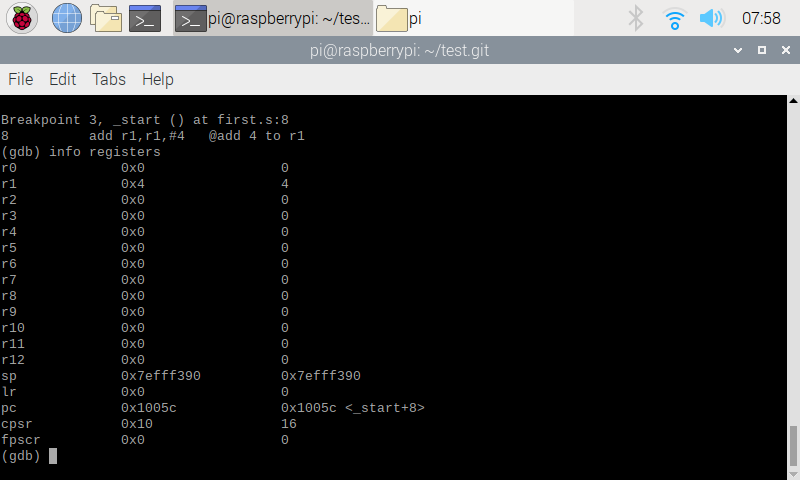 pi@raspberrypi: ~/tes... pi 07:58
pi@raspberrypi: ~/test.git
File Edit Tabs Help
Breakpoint 3, _start () at first.s:8
8          add r1,r1,#4   @add 4 to r1
(gdb) info registers
r0             0x0                 0
r1             0x4                 4
r2             0x0                 0
r3             0x0                 0
r4             0x0                 0
r5             0x0                 0
r6             0x0                 0
r7             0x0                 0
r8             0x0                 0
r9             0x0                 0
r10            0x0                 0
r11            0x0                 0
r12            0x0                 0
sp             0x7efff390          0x7efff390
lr             0x0                 0
pc             0x1005c             0x1005c <_start+8>
cpsr           0x10                16
fpscr          0x0                 0
(gdb)